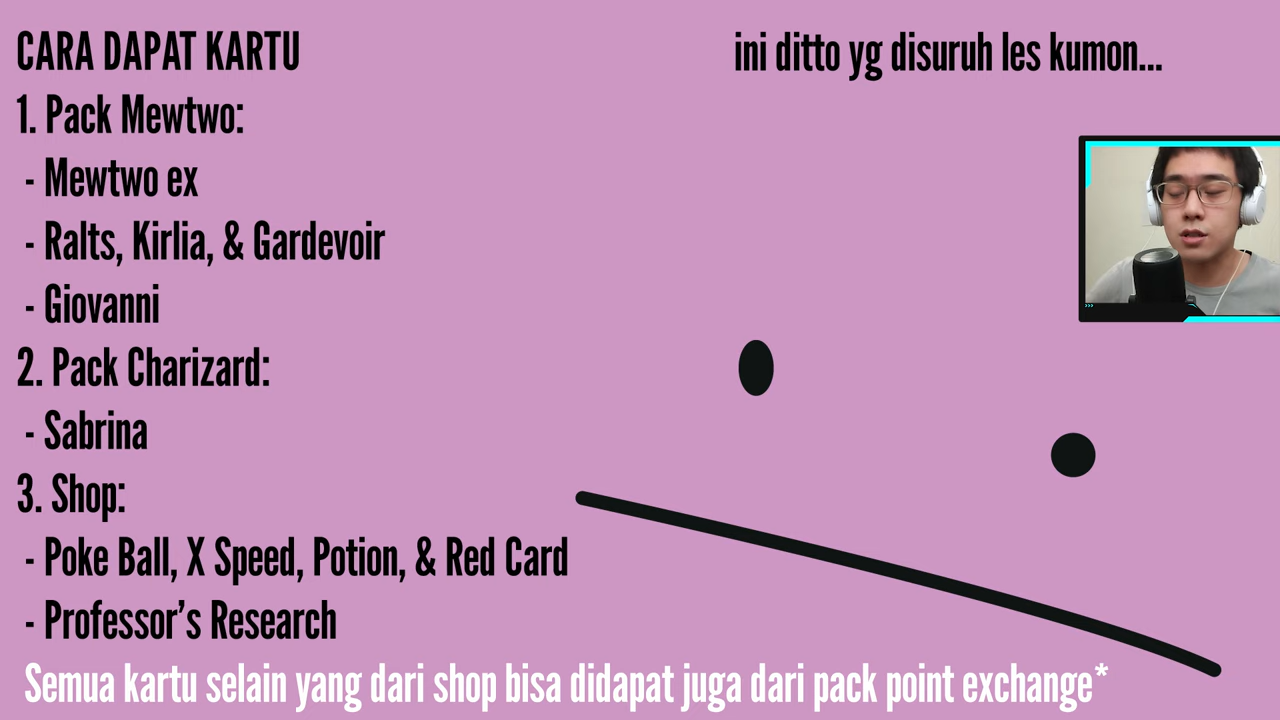 CARA DAPAT KARTU
1. Pack Mewtwo:
- Mewtwo ex
- Ralts, Kirlia, & Gardevoir
- Giovanni
2. Pack Charizard:
- Sabrina
3. Shop:
- Poke Ball, X Speed, Potion, & Red Card
- Professor's Research
Semua kartu selain yang dari shop bisa didapat juga dari pack point exchange*
ini ditto yg disuruh les kumon...